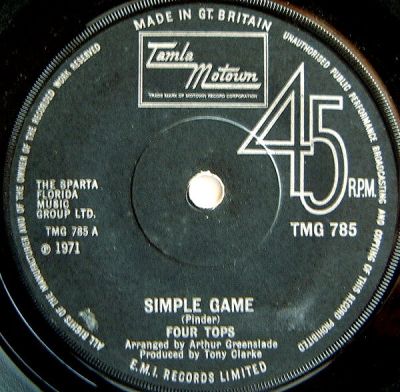 MADE IN GT. BRITAIN
UNAUTHORISED PUBLIC PERFORMANCE BROADCASTING AND COPYING OF THIS RECORD PROHIBITED
ALL RIGHTS OF THE MANUFACTURER AND OF THE OWNER OF THE RECORDED WORK RESERVED
Tamla
Motown
TRADE MARK OF MOTOWN RECORD CORPORATION
45
R.P.M.
THE SPARTA
FLORIDA
MUSIC
GROUP LTD.
TMG 785 A
℗ 1971
TMG 785
SIMPLE GAME
(Pinder)
FOUR TOPS
Arranged by Arthur Greenslade
Produced by Tony Clarke
E.M.I. RECORDS LIMITED